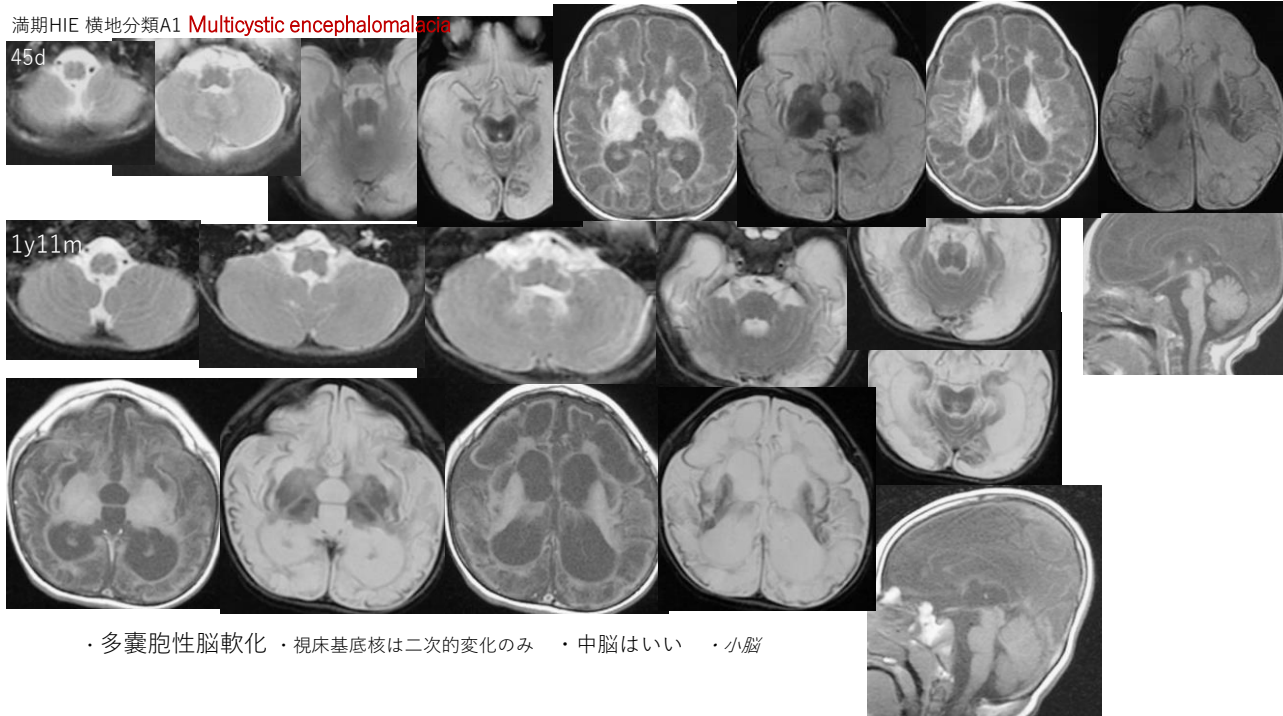 満期HIE 横地分類A1 Multicystic encephalomalacia
45d
1y11m
・多嚢胞性脳軟化 ・視床基底核は二次的変化のみ ・中脳はいい ・小脳